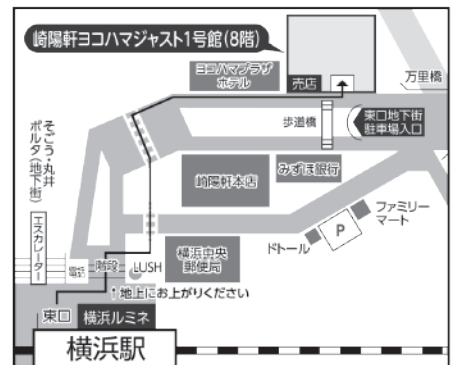 崎陽軒ヨコハマジャスト1号館(8階)
ヨコハマプラザ
ホテル
売店
万里橋
歩道橋
東口地下街
駐車場入口
そごう・丸井
ポルタ(地下街)
崎陽軒本店
みずほ銀行
ファミリー
マート
P
ドトール
エスカレーター
横浜中央
郵便局
階段
LUSH
↑地上にお上がりください
東口
横浜ルミネ
横浜駅